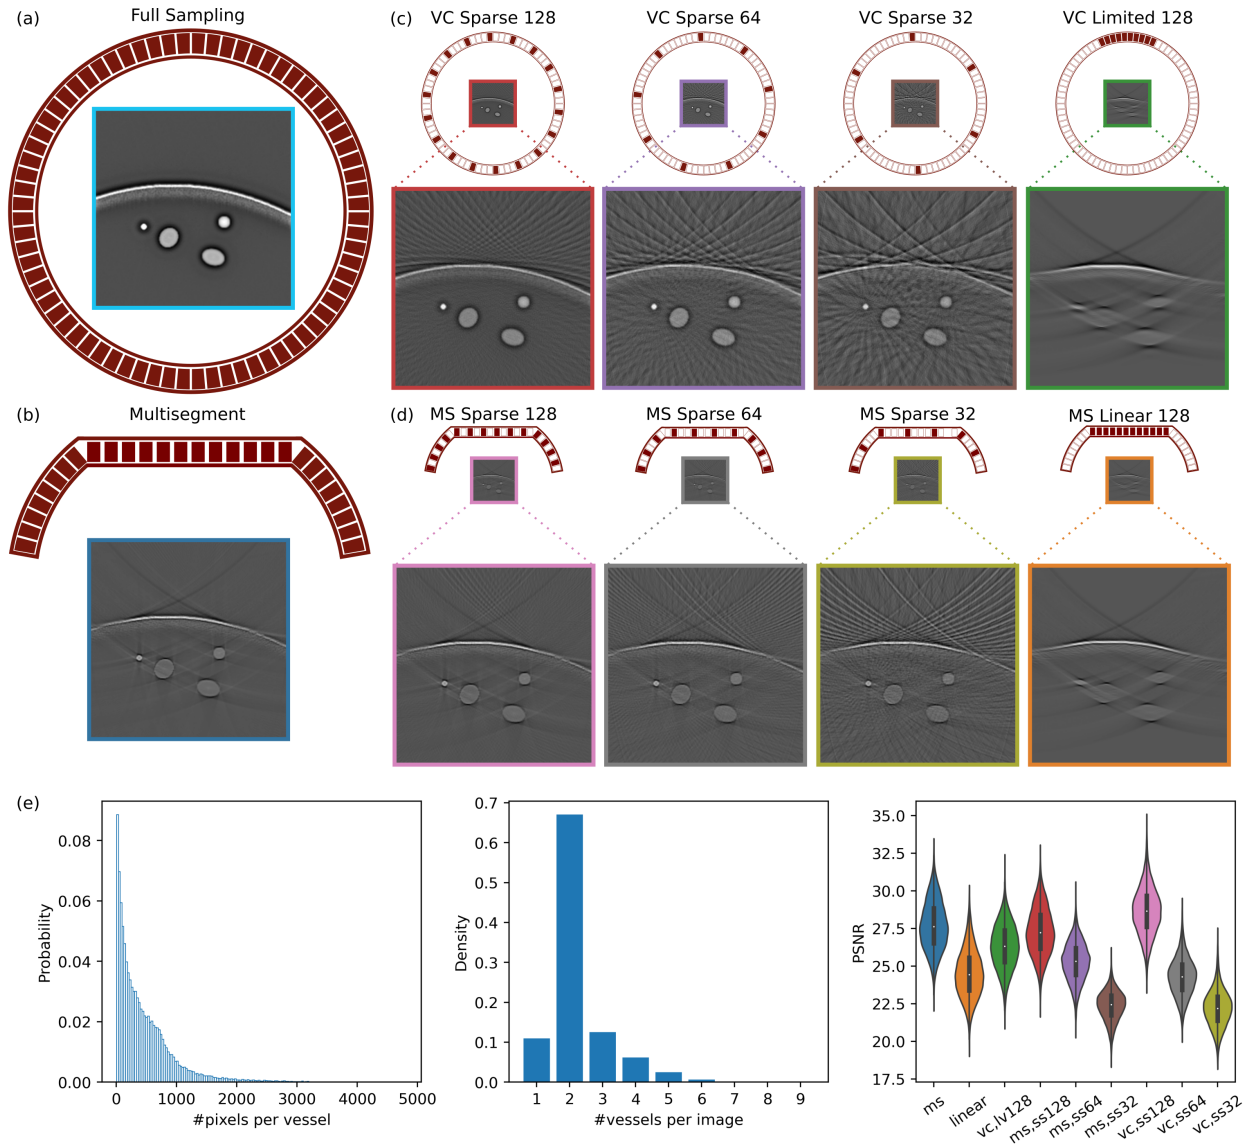 (a)
Full Sampling
(b)
Multisegment
(c)
VC Sparse 128
VC Sparse 64
VC Sparse 32
VC Limited 128
(d)
MS Sparse 128
MS Sparse 64
MS Sparse 32
MS Linear 128
(e)
Probability
0.08
0.06
0.04
0.02
0.00
0 1000 2000 3000 4000 5000
#pixels per vessel
Density
0.7
0.6
0.5
0.4
0.3
0.2
0.1
0.0
1 2 3 4 5 6 7 8 9
#vessels per image
PSNR
35.0
32.5
30.0
27.5
25.0
22.5
20.0
17.5
ms
linear
vc,lv128
ms,ss128
ms,ss64
ms,ss32
vc,ss128
vc,ss64
vc,ss32